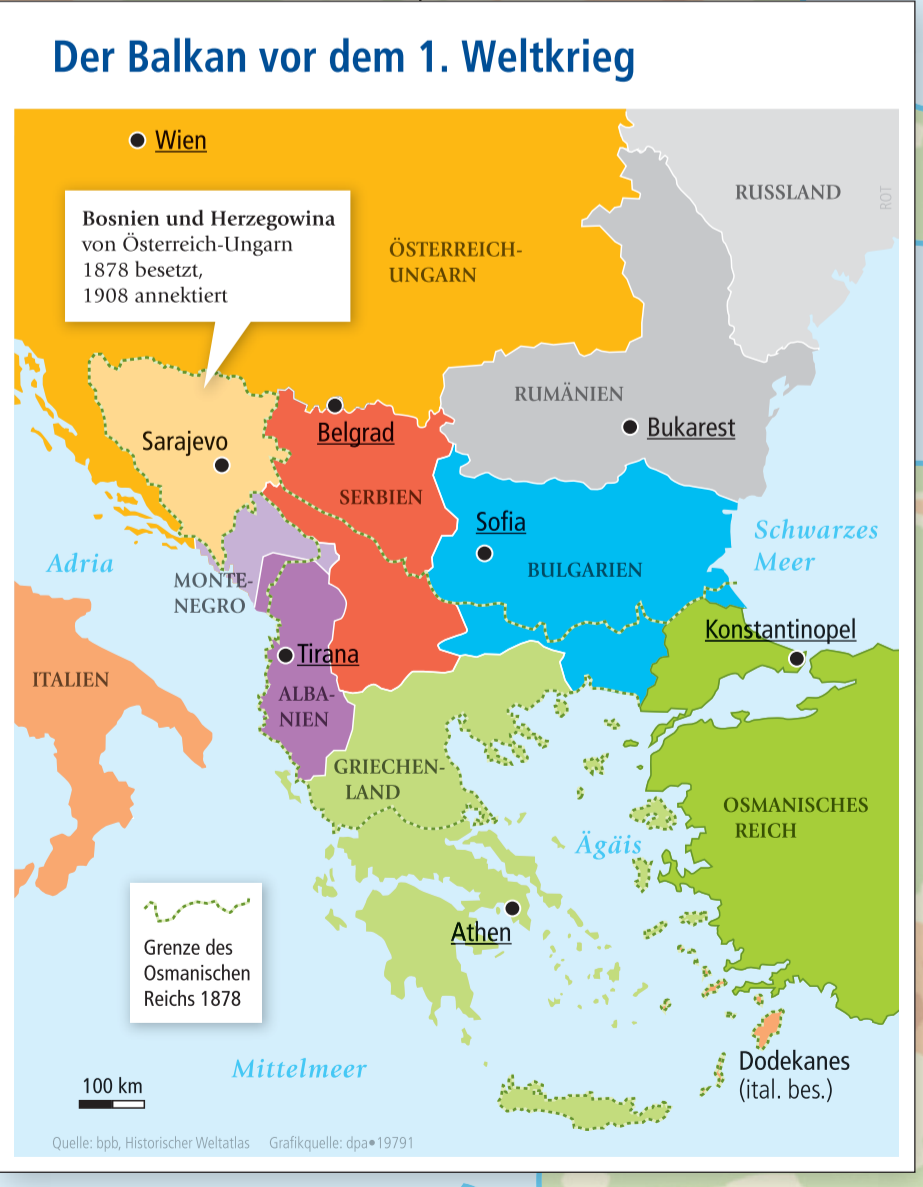 Der Balkan vor dem 1. Weltkrieg
Wien
RUSSLAND
ROT
Bosnien und Herzegowina
von Österreich-Ungarn
1878 besetzt,
1908 annektiert
ÖSTERREICH-
UNGARN
RUMÄNIEN
Bukarest
Belgrad
Sarajevo
SERBIEN
Sofia
Schwarzes
Meer
Adria
BULGARIEN
MONTE-
NEGRO
Konstantinopel
Tirana
ITALIEN
ALBA-
NIEN
GRIECHEN-
LAND
OSMANISCHES
REICH
Ägäis
Athen
Grenze des
Osmanischen
Reichs 1878
Mittelmeer
Dodekanes
(ital. bes.)
100 km
Quelle: bpb, Historischer Weltatlas Grafikquelle: dpa•19791